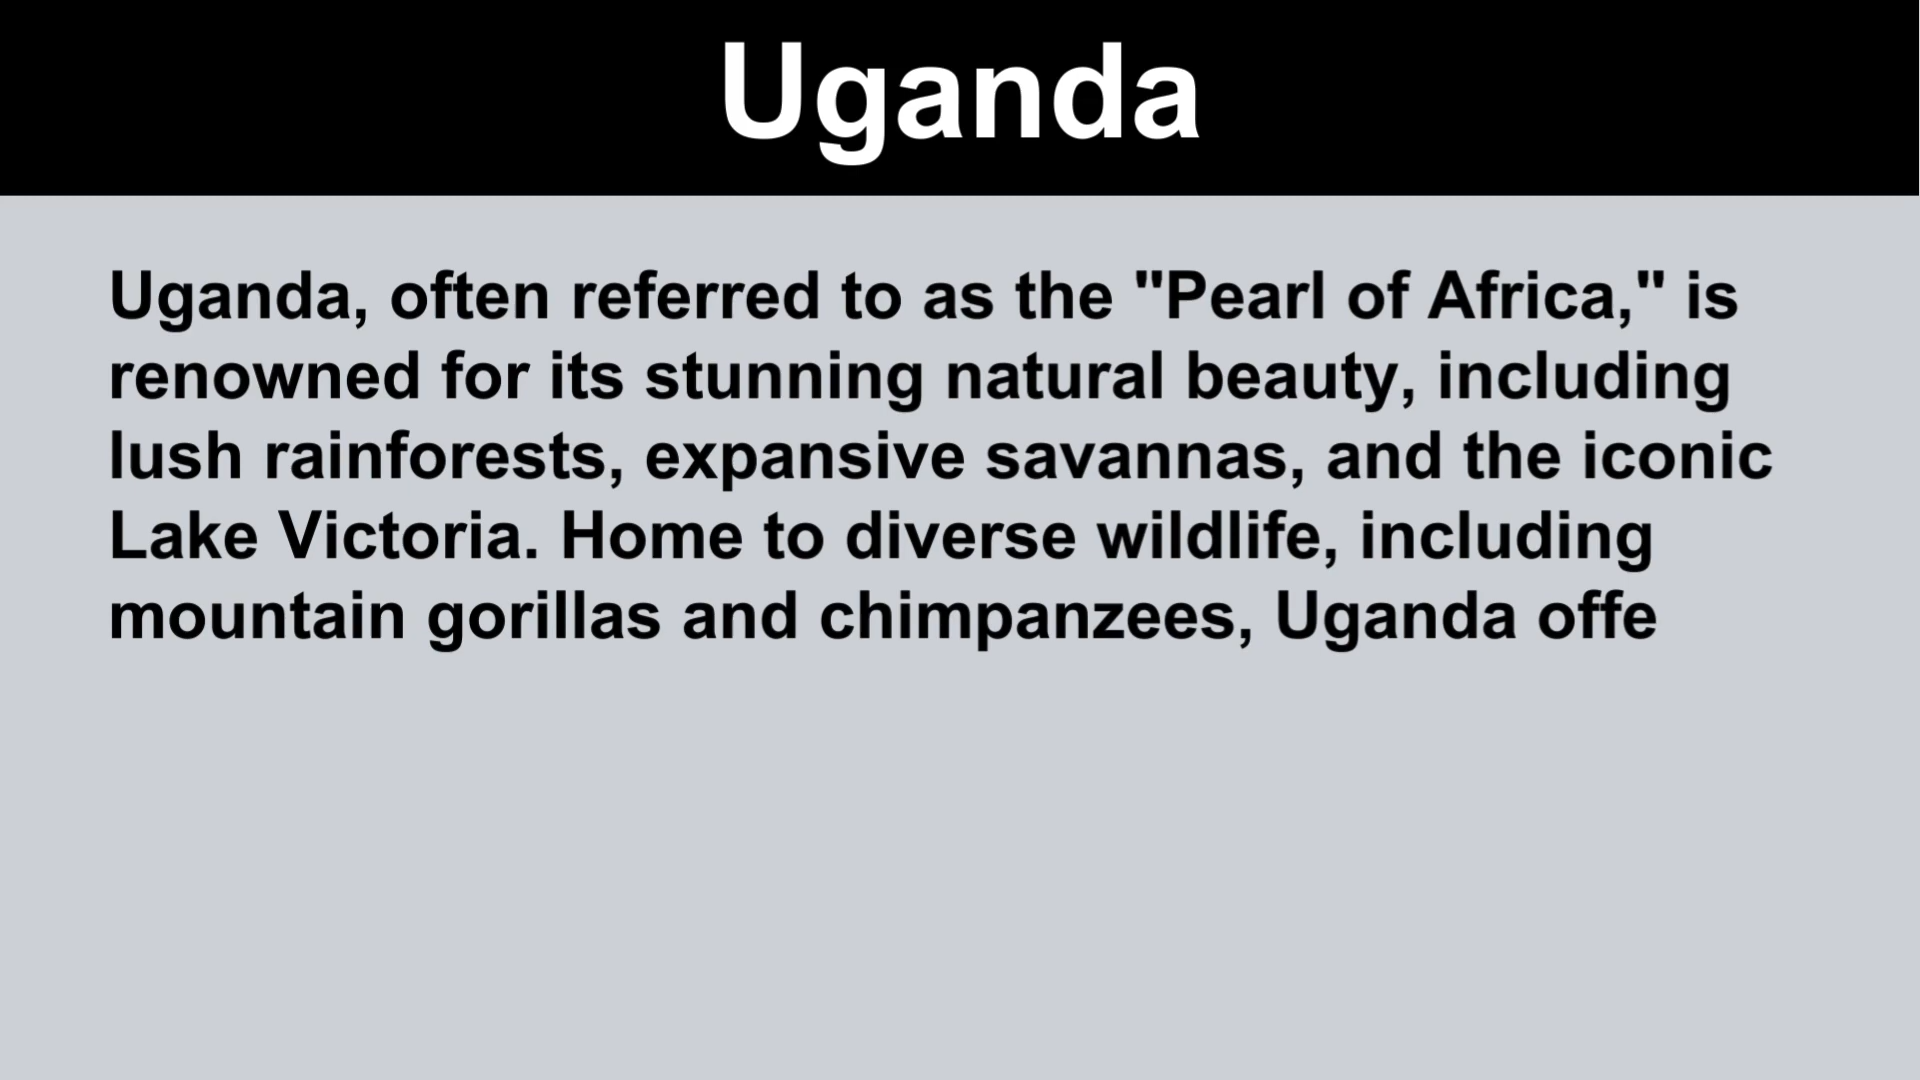 Uganda
Uganda, often referred to as the "Pearl of Africa," is
renowned for its stunning natural beauty, including
lush rainforests, expansive savannas, and the iconic
Lake Victoria. Home to diverse wildlife, including
mountain gorillas and chimpanzees, Uganda offe